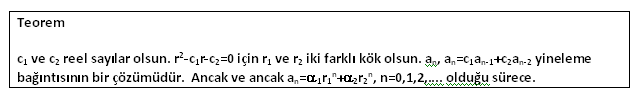 Teorem
c₁ ve c₂ reel sayılar olsun. r²-c₁r-c₂=0 için r₁ ve r₂ iki farklı kök olsun. aₙ, aₙ=c₁aₙ₋₁+c₂aₙ₋₂ yineleme
bağıntısının bir çözümüdür. Ancak ve ancak aₙ=α₁r₁ⁿ+α₂r₂ⁿ, n=0,1,2,.... olduğu sürece.